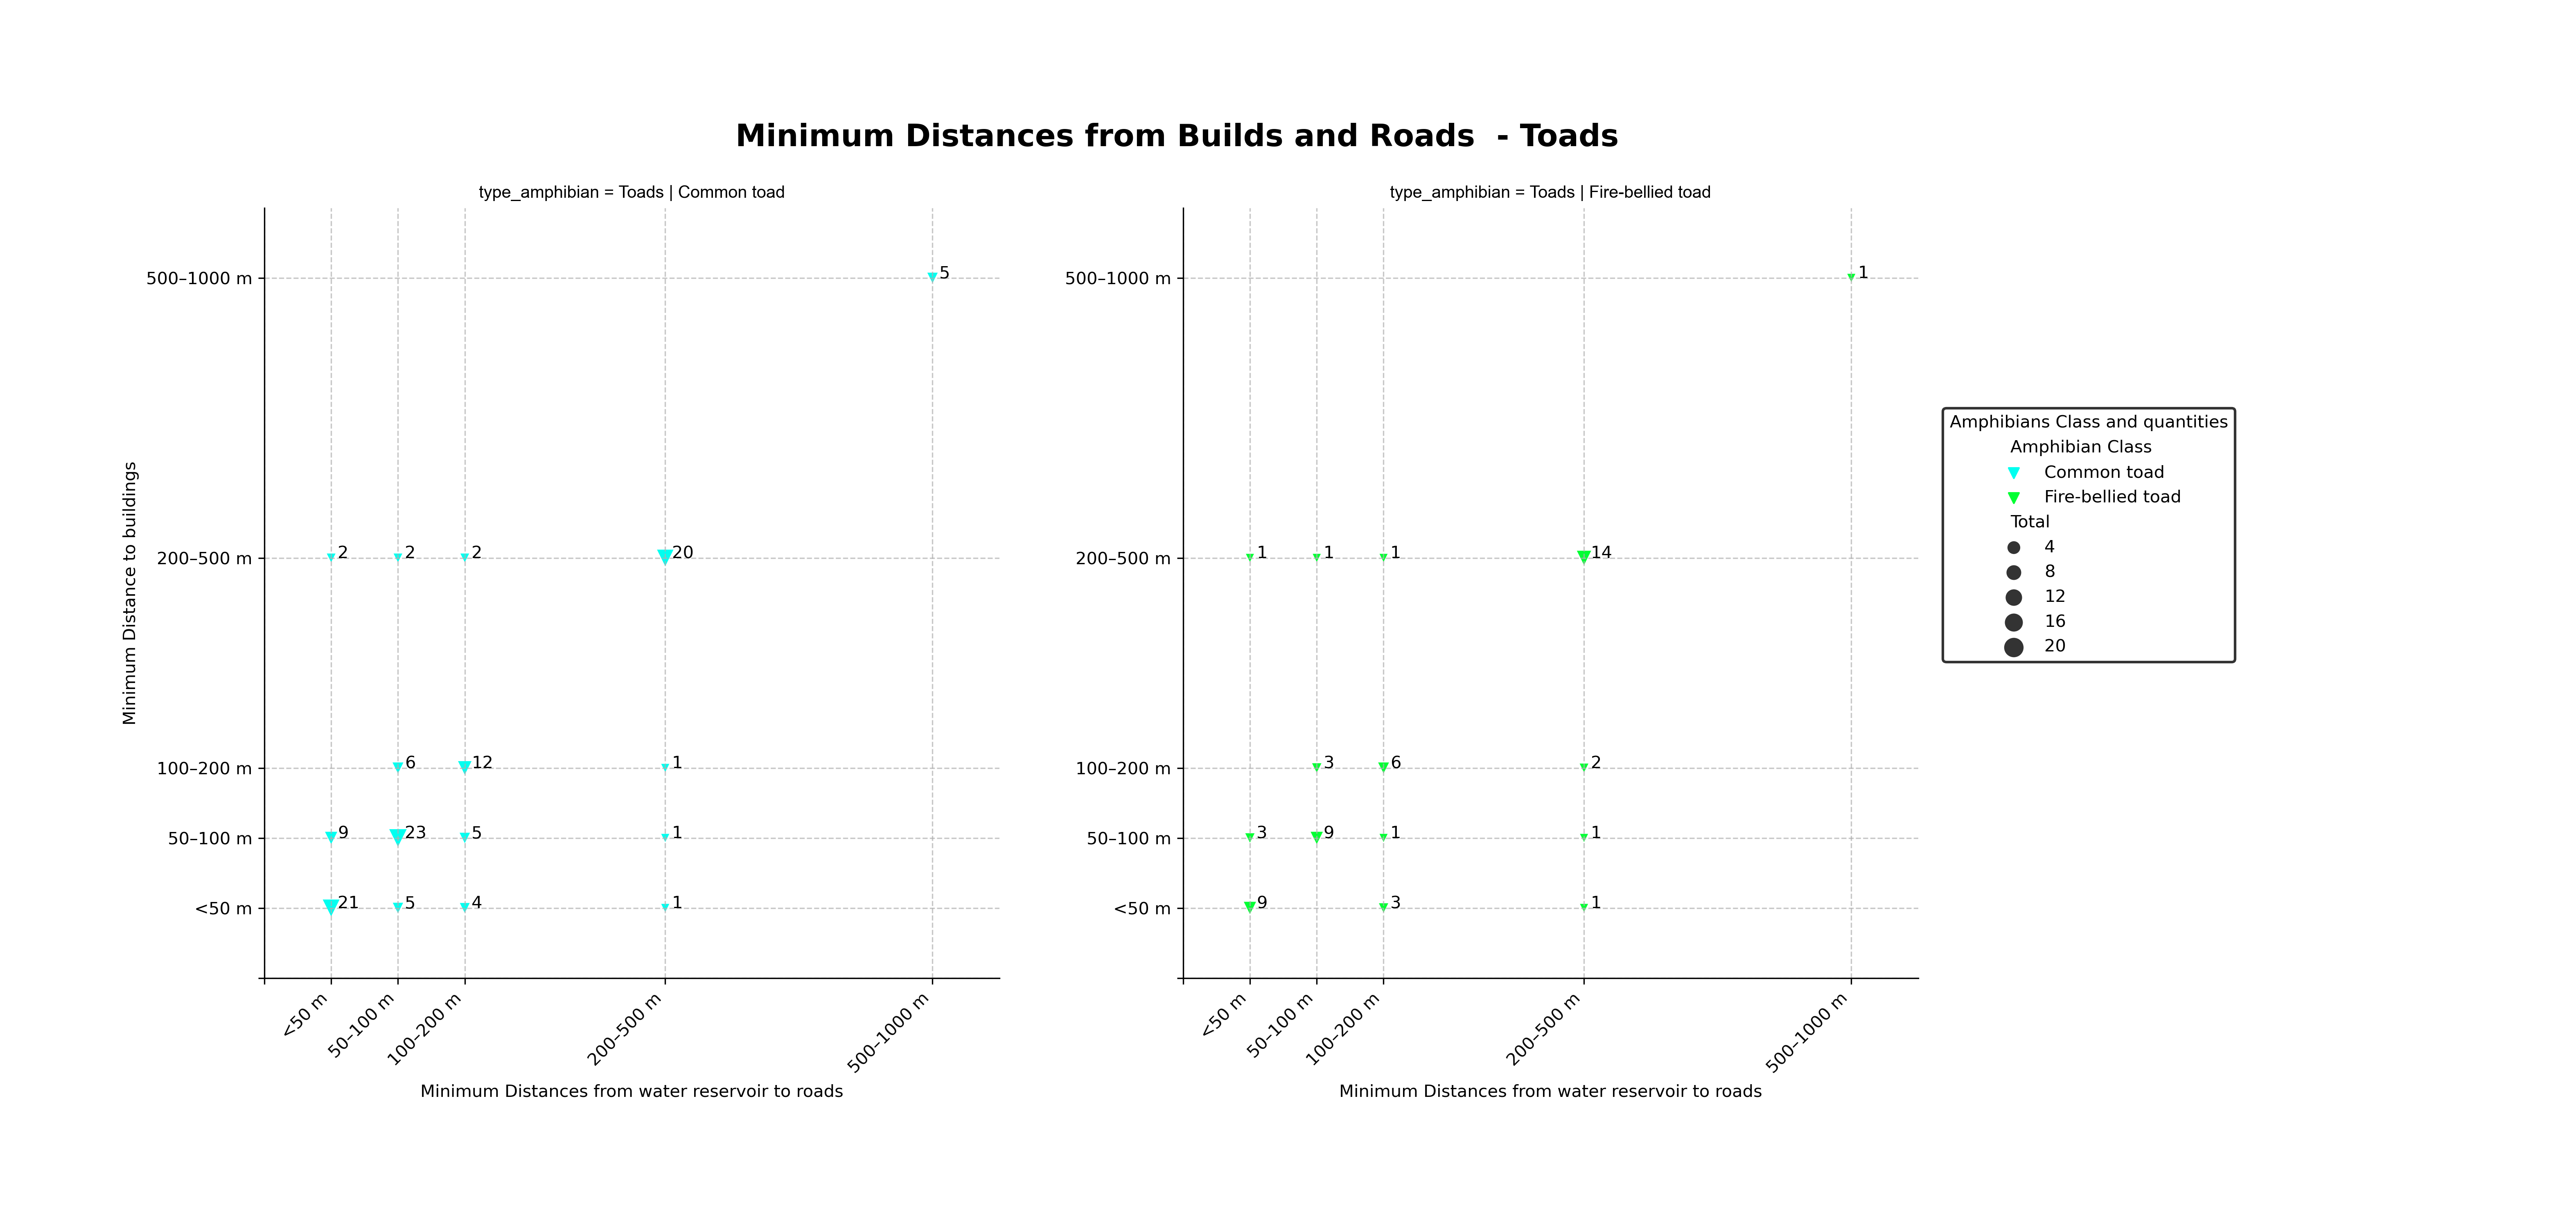 Minimum Distances from Builds and Roads  - Toads
type_amphibian = Toads | Common toad
Minimum Distance to buildings
500–1000 m
200–500 m
100–200 m
50–100 m
<50 m
5
2 2 2 20
6 12 1
9 23 5 1
21 5 4 1
<50 m
50–100 m
100–200 m
200–500 m
500–1000 m
Minimum Distances from water reservoir to roads
type_amphibian = Toads | Fire-bellied toad
500–1000 m
200–500 m
100–200 m
50–100 m
<50 m
1
1 1 1 14
3 6 2
3 9 1 1
9 3 1
<50 m
50–100 m
100–200 m
200–500 m
500–1000 m
Minimum Distances from water reservoir to roads
Amphibians Class and quantities
Amphibian Class
Common toad
Fire-bellied toad
Total
4
8
12
16
20